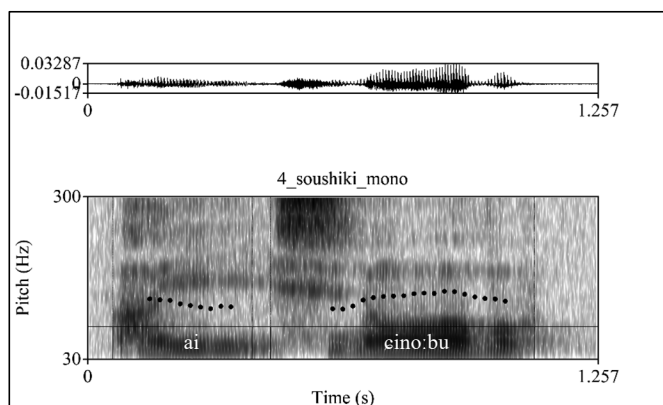 0.03287
0
-0.01517
0 1.257
4_soushiki_mono
300
Pitch (Hz)
30
ai ɕino:bu
0 1.257
Time (s)